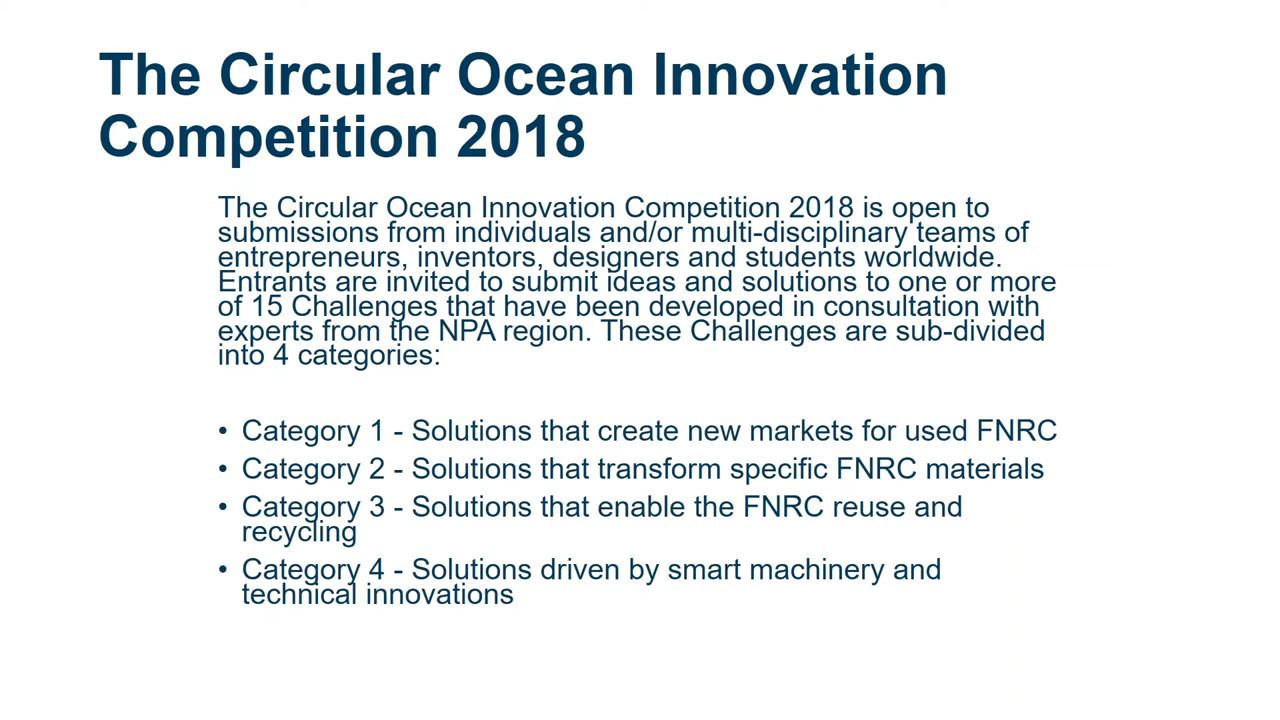 The Circular Ocean Innovation
Competition 2018
The Circular Ocean Innovation Competition 2018 is open to
submissions from individuals and/or multi-disciplinary teams of
entrepreneurs, inventors, designers and students worldwide.
Entrants are invited to submit ideas and solutions to one or more
of 15 Challenges that have been developed in consultation with
experts from the NPA region. These Challenges are sub-divided
into 4 categories:
• Category 1 - Solutions that create new markets for used FNRC
• Category 2 - Solutions that transform specific FNRC materials
• Category 3 - Solutions that enable the FNRC reuse and
recycling
• Category 4 - Solutions driven by smart machinery and
technical innovations